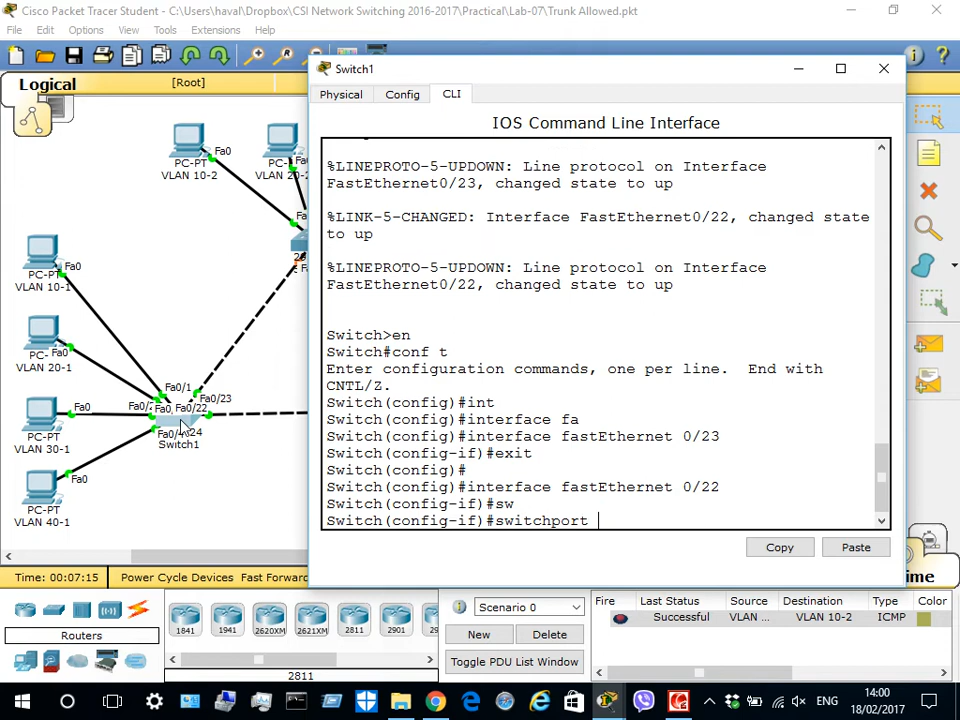 Cisco Packet Tracer Student - C:\Users\haval\Dropbox\CSI Network Switching 2016-2017\Practical\Lab-07\Trunk Allowed.pkt
File Edit Options View Tools Extensions Help
Logical
[Root]
Switch1
Physical Config CLI
IOS Command Line Interface
%LINEPROTO-5-UPDOWN: Line protocol on Interface
FastEthernet0/23, changed state to up
%LINK-5-CHANGED: Interface FastEthernet0/22, changed state
to up
%LINEPROTO-5-UPDOWN: Line protocol on Interface
FastEthernet0/22, changed state to up
Switch>en
Switch#conf t
Enter configuration commands, one per line. End with
CNTL/Z.
Switch(config)#int
Switch(config)#interface fa
Switch(config)#interface fastEthernet 0/23
Switch(config-if)#exit
Switch(config)#
Switch(config)#interface fastEthernet 0/22
Switch(config-if)#sw
Switch(config-if)#switchport
Copy Paste
Fa0
PC-PT
VLAN 10-2
PC-PT
VLAN 20-2
Fa0
PC-PT
VLAN 10-1
Fa0
PC-
VLAN 20-1
Fa0
PC-PT
VLAN 30-1
Fa0
PC-PT
VLAN 40-1
Fa0/1
Fa0/23
Fa0/22
Switch1
Time: 00:07:15 Power Cycle Devices Fast Forward
Routers
1841 1941 2620XM 2621XM 2811 2901
2811
Scenario 0
New Delete
Toggle PDU List Window
Fire Last Status Source Destination Type Color
Successful VLAN ... VLAN 10-2 ICMP
ENG
14:00
18/02/2017